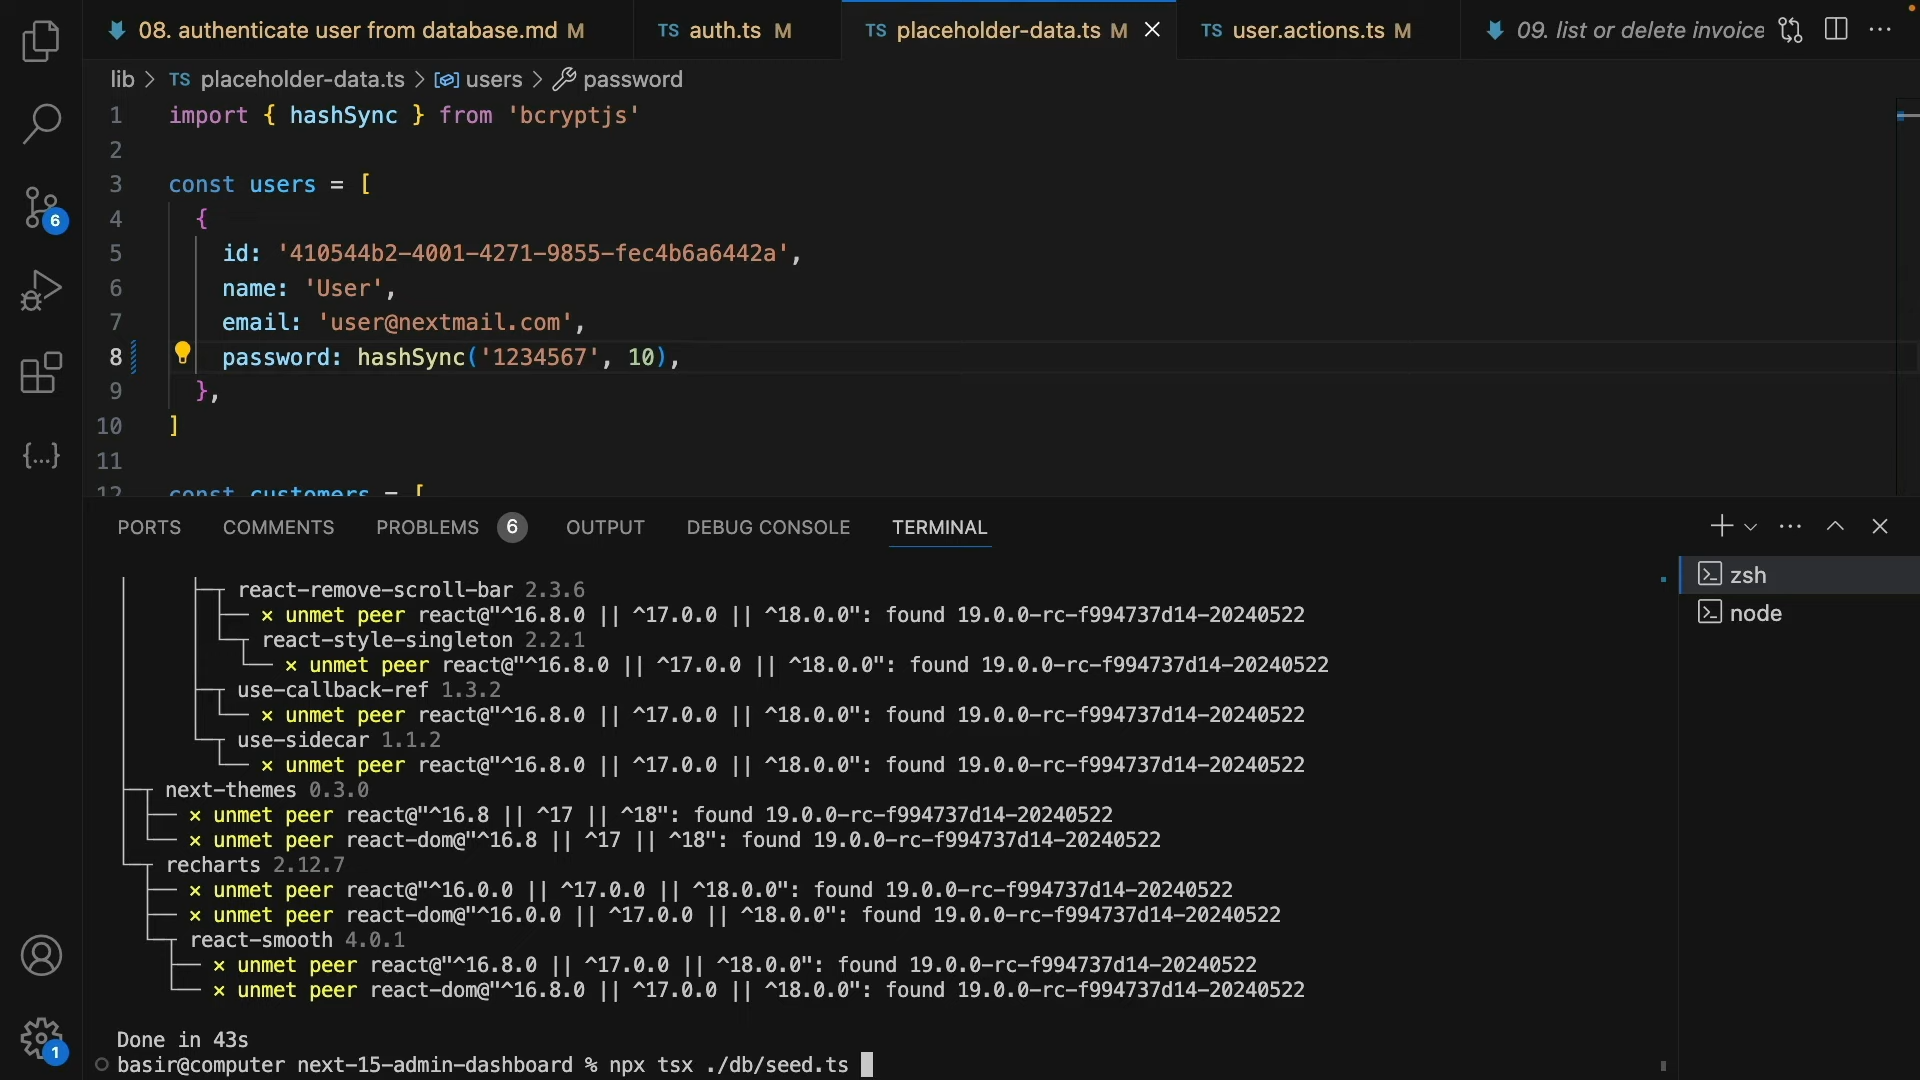 08. authenticate user from database.md M
TS auth.ts M
TS placeholder-data.ts M
TS user.actions.ts M
09. list or delete invoice
lib > TS placeholder-data.ts > users > password
1 import { hashSync } from 'bcryptjs'
2
3 const users = [
4 {
5 id: '410544b2-4001-4271-9855-fec4b6a6442a',
6 name: 'User',
7 email: 'user@nextmail.com',
8 password: hashSync('1234567', 10),
9 },
10 ]
11
12 const customers = [
6
{...}
1
PORTS COMMENTS PROBLEMS 6 OUTPUT DEBUG CONSOLE TERMINAL
zsh
node
react-remove-scroll-bar 2.3.6
× unmet peer react@"^16.8.0 || ^17.0.0 || ^18.0.0": found 19.0.0-rc-f994737d14-20240522
react-style-singleton 2.2.1
× unmet peer react@"^16.8.0 || ^17.0.0 || ^18.0.0": found 19.0.0-rc-f994737d14-20240522
use-callback-ref 1.3.2
× unmet peer react@"^16.8.0 || ^17.0.0 || ^18.0.0": found 19.0.0-rc-f994737d14-20240522
use-sidecar 1.1.2
× unmet peer react@"^16.8.0 || ^17.0.0 || ^18.0.0": found 19.0.0-rc-f994737d14-20240522
next-themes 0.3.0
× unmet peer react@"^16.8 || ^17 || ^18": found 19.0.0-rc-f994737d14-20240522
× unmet peer react-dom@"^16.8 || ^17 || ^18": found 19.0.0-rc-f994737d14-20240522
recharts 2.12.7
× unmet peer react@"^16.0.0 || ^17.0.0 || ^18.0.0": found 19.0.0-rc-f994737d14-20240522
× unmet peer react-dom@"^16.0.0 || ^17.0.0 || ^18.0.0": found 19.0.0-rc-f994737d14-20240522
react-smooth 4.0.1
× unmet peer react@"^16.8.0 || ^17.0.0 || ^18.0.0": found 19.0.0-rc-f994737d14-20240522
× unmet peer react-dom@"^16.8.0 || ^17.0.0 || ^18.0.0": found 19.0.0-rc-f994737d14-20240522
Done in 43s
basir@computer next-15-admin-dashboard % npx tsx ./db/seed.ts